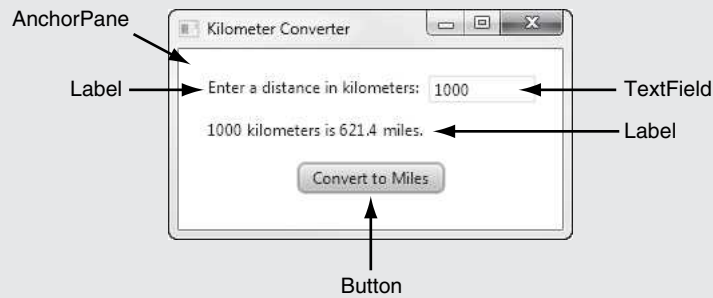 AnchorPane
Kilometer Converter
Label
Enter a distance in kilometers:
1000
TextField
1000 kilometers is 621.4 miles.
Label
Convert to Miles
Button